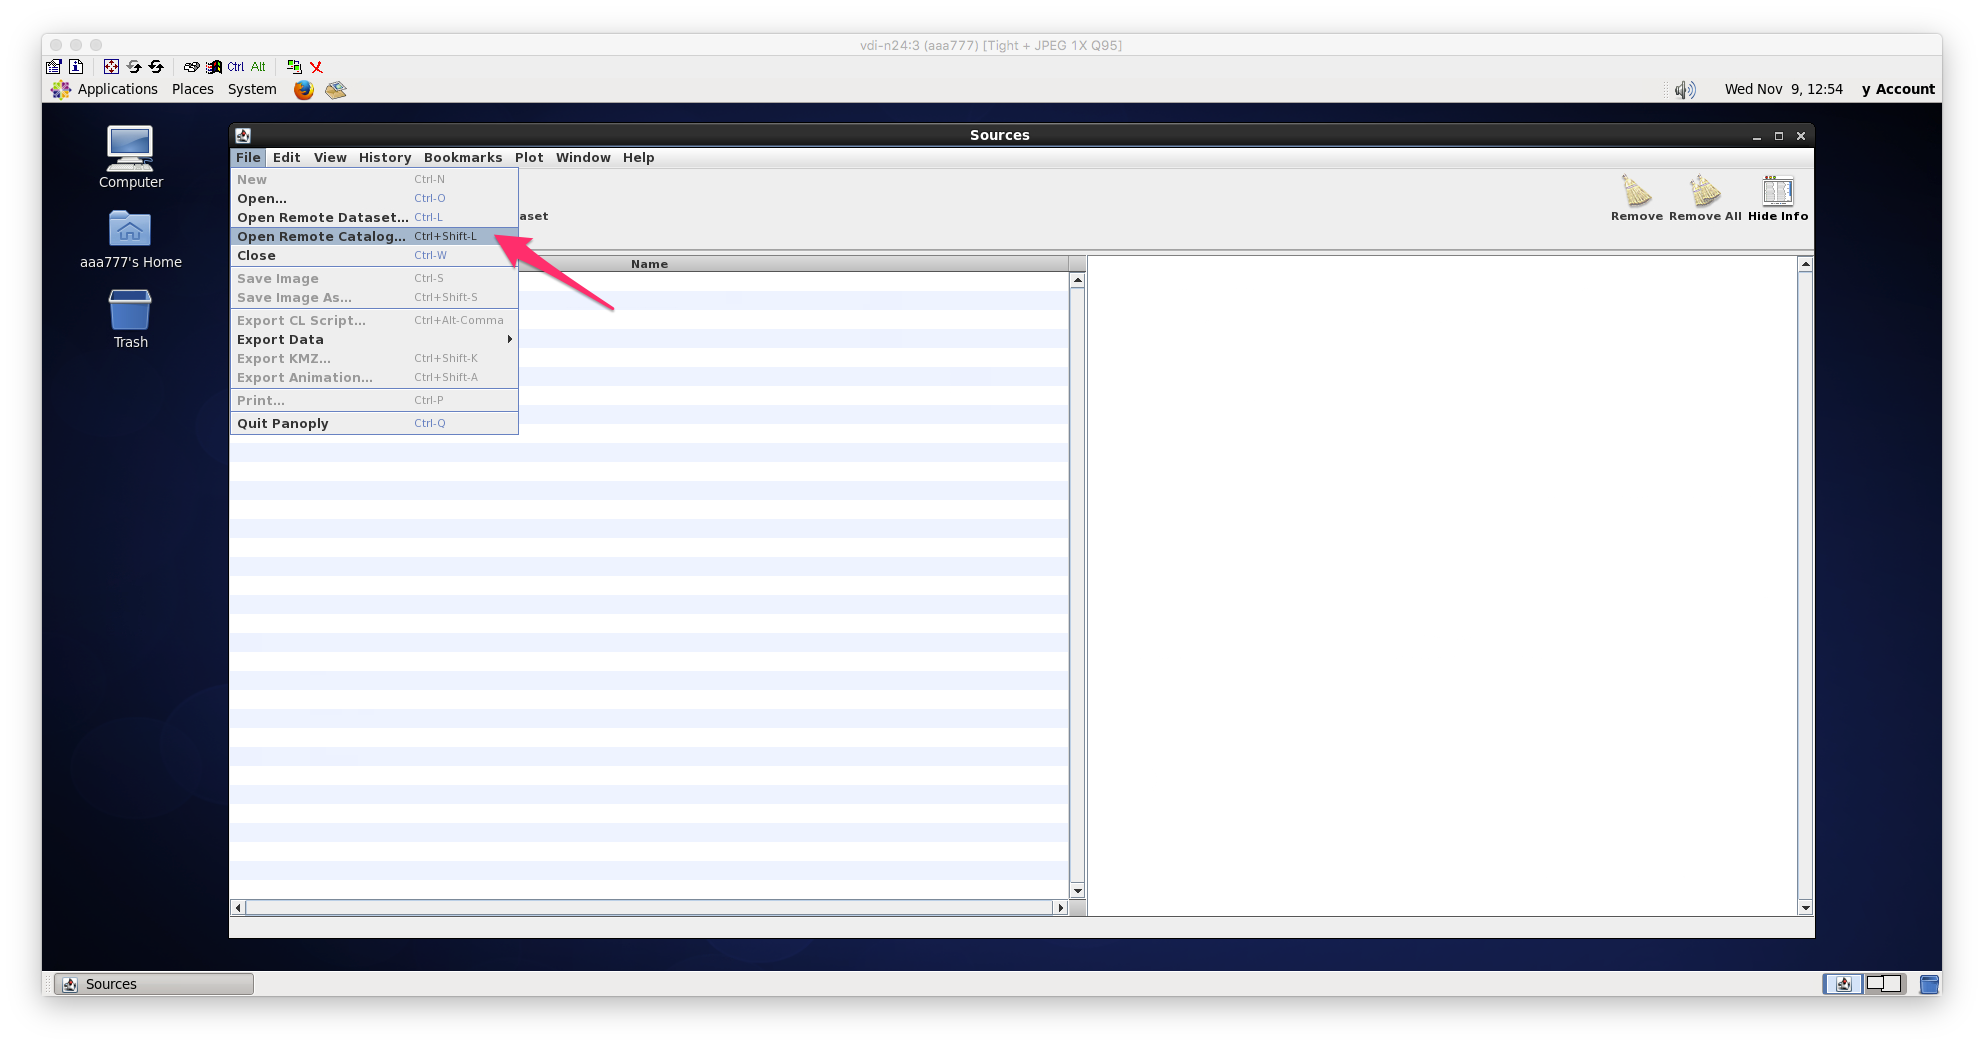 vdi-n24:3 (aaa777) [Tight + JPEG 1X Q95]
Ctrl Alt
Applications Places System Wed Nov 9, 12:54 y Account
Computer
aaa777's Home
Trash
Sources
File Edit View History Bookmarks Plot Window Help
New Ctrl-N
Open... Ctrl-O
Open Remote Dataset... Ctrl-L
Open Remote Catalog... Ctrl+Shift-L
Close Ctrl-W
Save Image Ctrl-S
Save Image As... Ctrl+Shift-S
Export CL Script... Ctrl+Alt-Comma
Export Data
Export KMZ... Ctrl+Shift-K
Export Animation... Ctrl+Shift-A
Print... Ctrl-P
Quit Panoply Ctrl-Q
aset
Remove Remove All Hide Info
Name
Sources